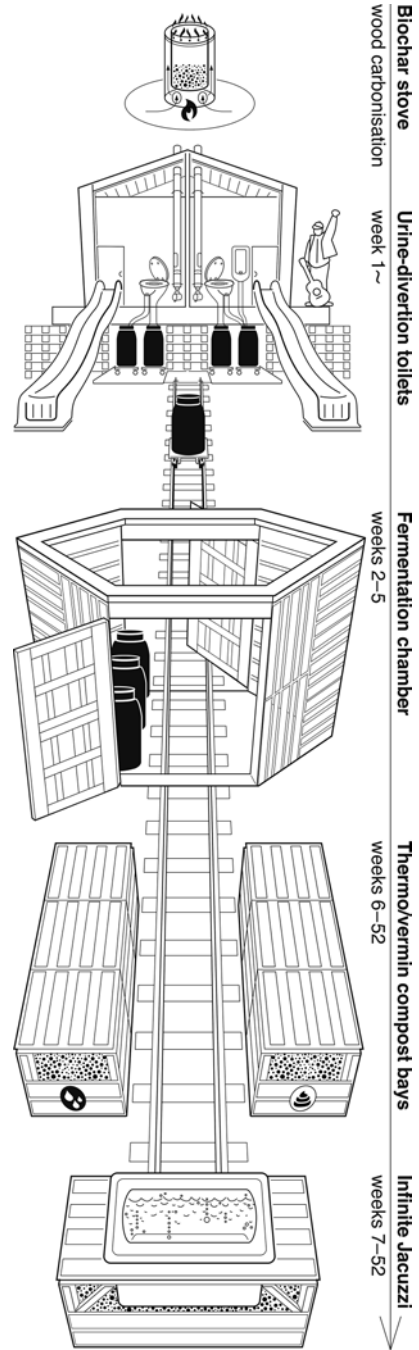 Biochar stove
wood carbonisation
Urine-divertion toilets
week 1~
Fermentation chamber
weeks 2–5
Thermo/vermin compost bays
weeks 6–52
Infinite Jacuzzi
weeks 7–52